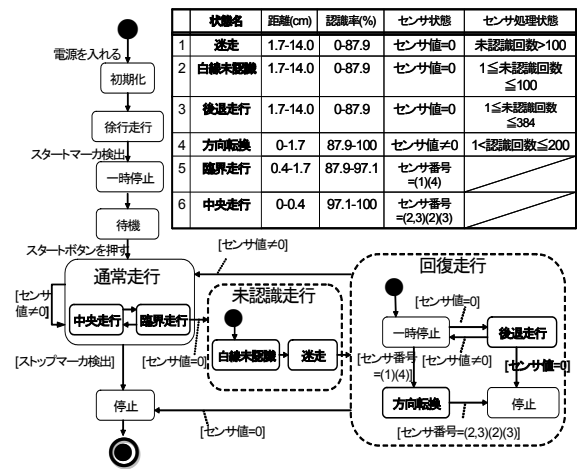 状態名 距離(cm) 認識率(%) センサ状態 センサ処理状態
1 迷走 1.7-14.0 0-87.9 センサ値=0 未認識回数>100
2 白線未認識 1.7-14.0 0-87.9 センサ値=0 1≦未認識回数
≦100
3 後退走行 1.7-14.0 0-87.9 センサ値=0 1≦未認識回数
≦384
4 方向転換 0-1.7 87.9-100 センサ値≠0 1<認識回数≦200
5 臨界走行 0.4-1.7 87.9-97.1 センサ番号
=(1)(4)
6 中央走行 0-0.4 97.1-100 センサ番号
=(2,3)(2)(3)
電源を入れる
初期化
徐行走行
スタートマーカ検出
一時停止
待機
スタートボタンを押す
[センサ値≠0]
通常走行
[センサ
値≠0]
中央走行
臨界走行
[ストップマーカ検出]
[センサ値=0]
停止
未認識走行
白線未認識
迷走
回復走行
[センサ値=0]
一時停止
後退走行
[センサ番号
=(1)(4)]
[センサ値≠0]
[センサ値=0]
方向転換
停止
[センサ番号=(2,3)(2)(3)]
[センサ値=0]